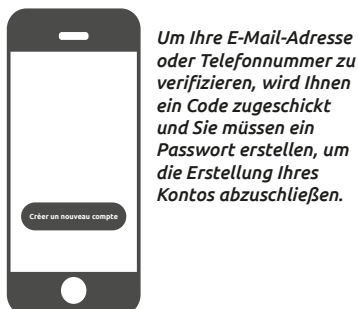 Um Ihre E-Mail-Adresse
oder Telefonnummer zu
verifizieren, wird Ihnen
ein Code zugeschickt
und Sie müssen ein
Passwort erstellen, um
die Erstellung Ihres
Kontos abzuschließen.
Créer un nouveau compte